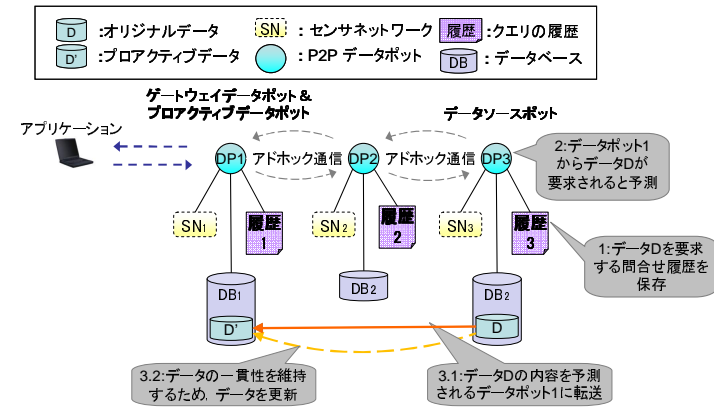 D :オリジナルデータ SN : センサネットワーク 履歴 :クエリの履歴
D' :プロアクティブデータ : P2P データポット DB : データベース
ゲートウェイデータポット &
プロアクティブデータポット
データソースポット
アプリケーション
DP1 アドホック通信 DP2 アドホック通信 DP3
2:データポット1
からデータDが
要求されると予測
SN1 履歴 1 SN2 履歴 2 SN3 履歴 3
1:データDを要求
する問合せ履歴を
保存
DB1 DB2 DB2
D' D
3.2:データの一貫性を維持
するため, データを更新
3.1:データDの内容を予測
されるデータポット1に転送